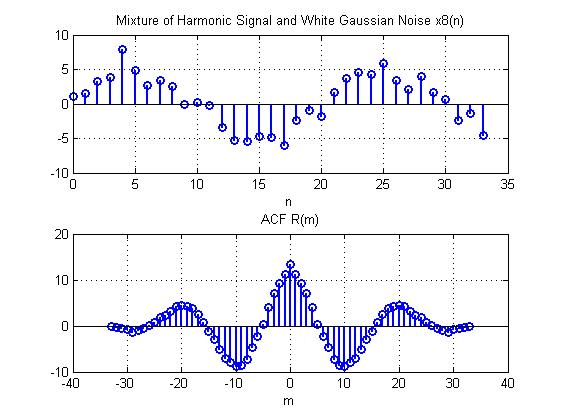 Mixture of Harmonic Signal and White Gaussian Noise x8(n)
10
5
0
-5
-10
0 5 10 15 20 25 30 35
n
ACF R(m)
20
10
0
-10
-40 -30 -20 -10 0 10 20 30 40
m